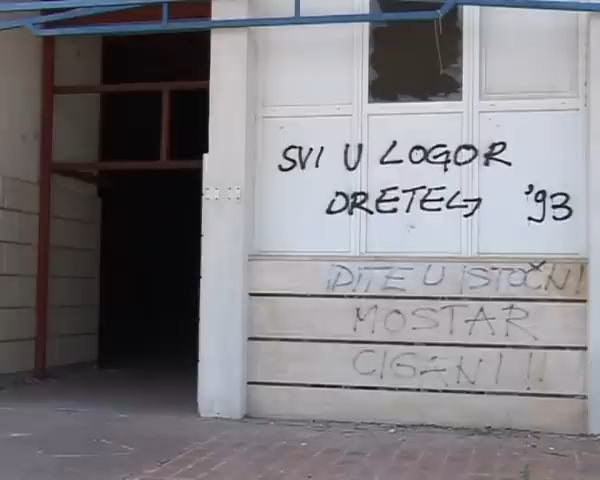 SVI U LOGOR
DRETELJ '93
IDITE U ISTOČNI
MOSTAR
CIGANI !!